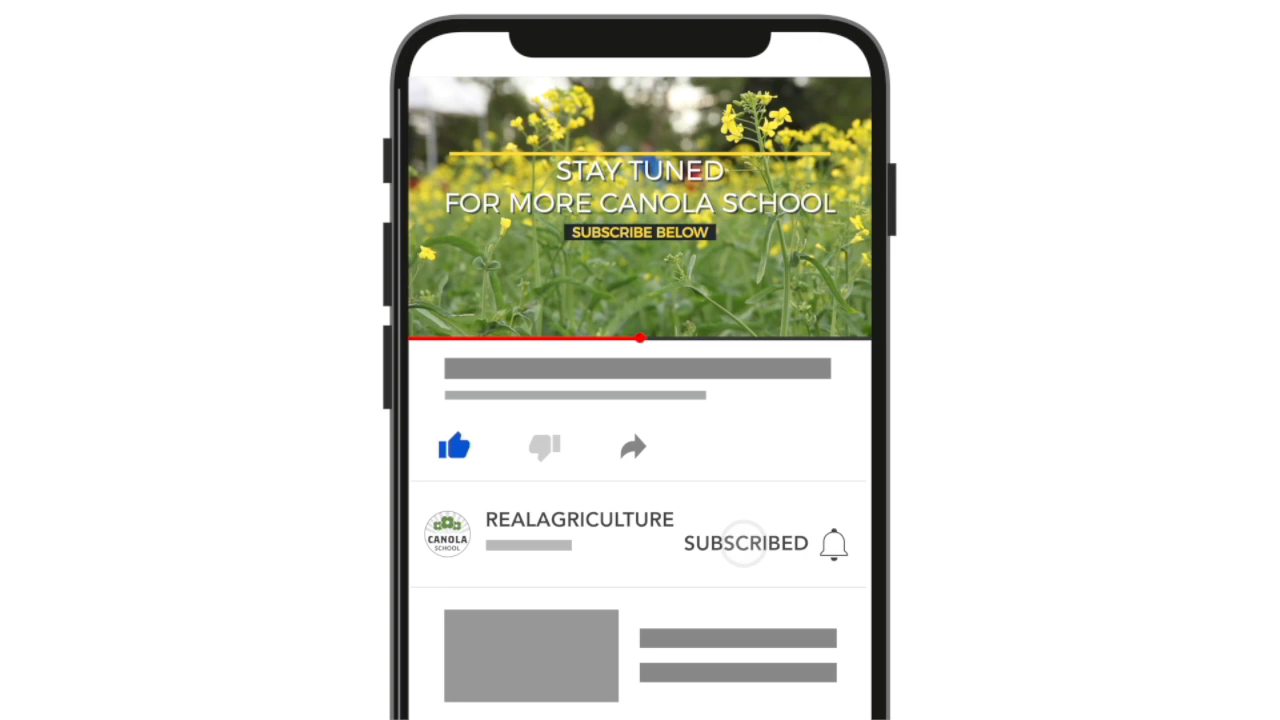 STAY TUNED
FOR MORE CANOLA SCHOOL
SUBSCRIBE BELOW
REALAGRICULTURE
CANOLA
SCHOOL
SUBSCRIBED